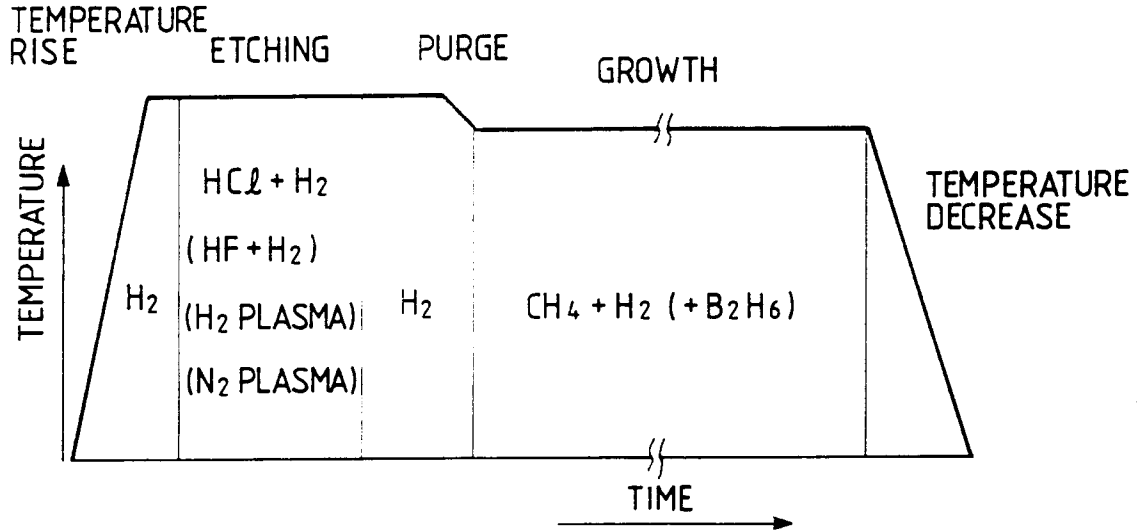 TEMPERATURE
RISE
ETCHING
PURGE
GROWTH
TEMPERATURE
HCℓ + H2
(HF + H2)
(H2 PLASMA)
(N2 PLASMA)
H2
H2
CH4 + H2 (+ B2H6)
TEMPERATURE
DECREASE
TIME